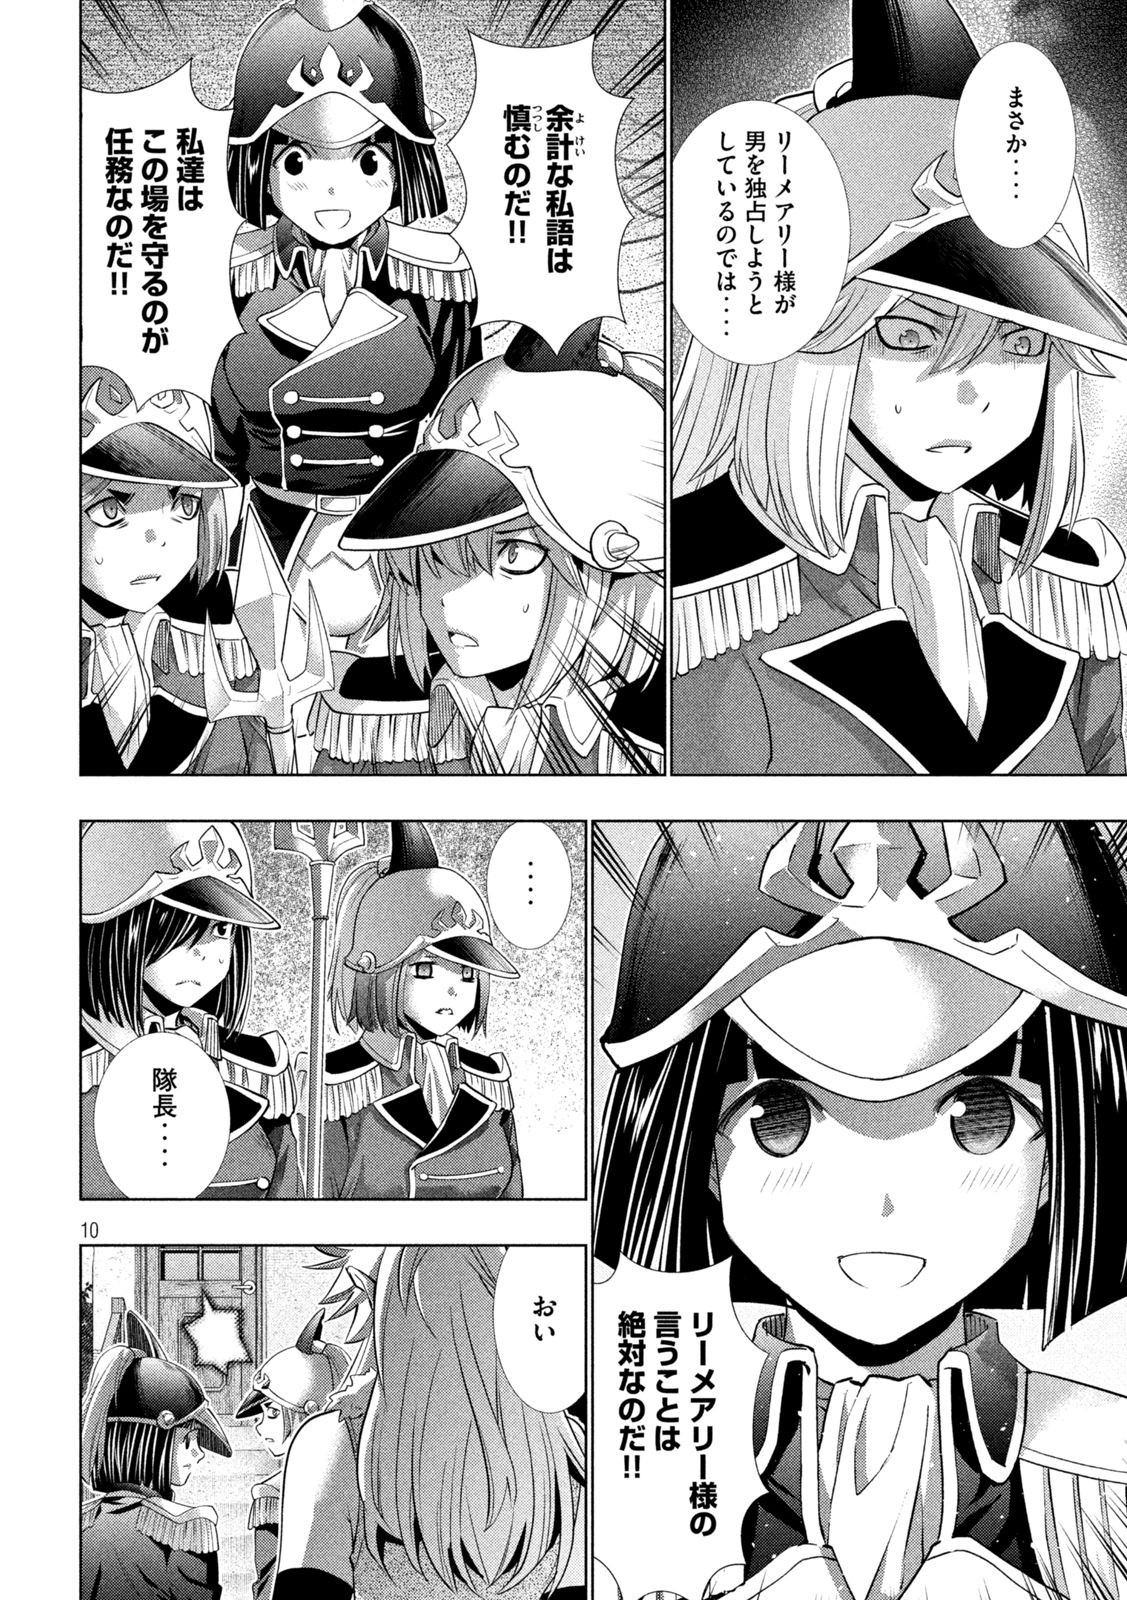 まさか‥‥
リーメアリー様が
男を独占しようと
しているのでは‥‥
余計な私語は
慎むのだ!!
私達は
この場を守るのが
任務なのだ!!
リーメアリー様の
言うことは
絶対なのだ!!
‥‥
隊長‥‥
おい
10